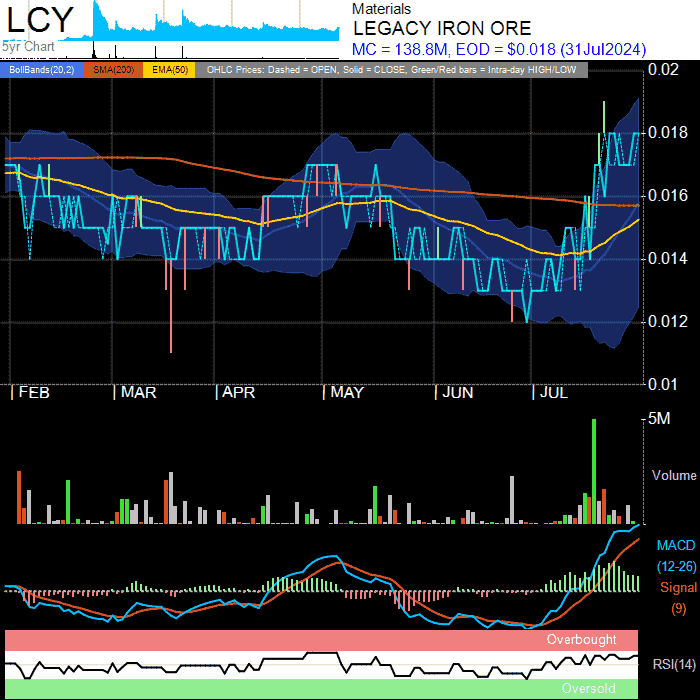 LCY
5yr Chart
Materials
LEGACY IRON ORE
MC = 138.8M, EOD = $0.018 (31Jul2024)
BollBands(20,2) SMA(200) EMA(50) OHLC Prices: Dashed = OPEN, Solid = CLOSE, Green/Red bars = Intra-day HIGH/LOW
0.02
0.018
0.016
0.014
0.012
0.01
| FEB | MAR | APR | MAY | JUN | JUL
5M
Volume
MACD
(12-26)
Signal
(9)
Overbought
RSI(14)
Oversold